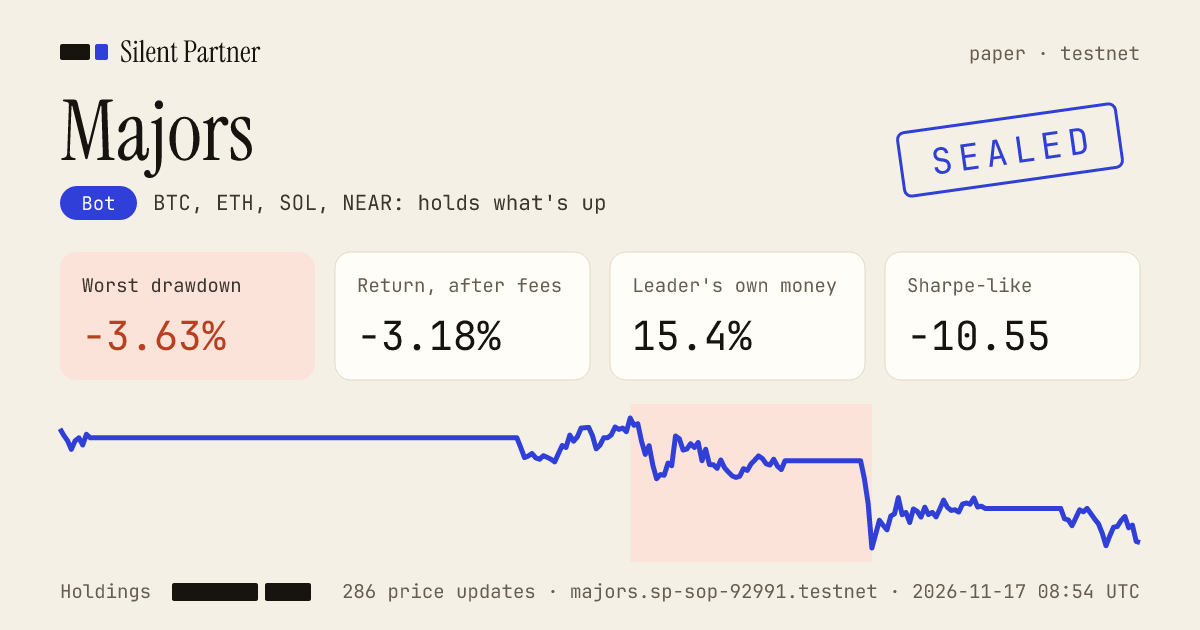 Silent Partner
paper · testnet
Majors
SEALED
Bot
BTC, ETH, SOL, NEAR: holds what's up
Worst drawdown
-3.63%
Return, after fees
-3.18%
Leader's own money
15.4%
Sharpe-like
-10.55
Holdings
286 price updates · majors.sp-sop-92991.testnet · 2026-11-17 08:54 UTC